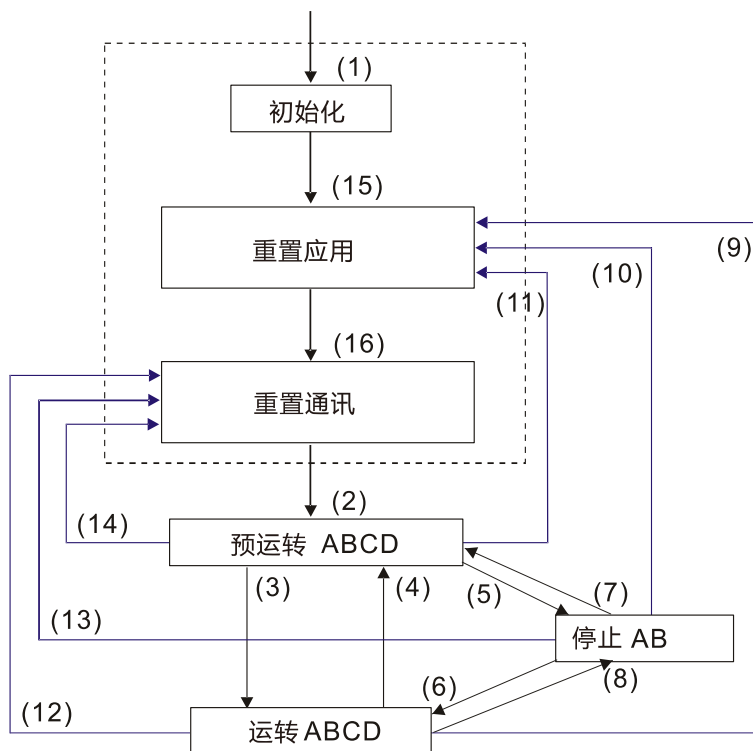 (1)
初始化
(15)
重置应用
(9)
(10)
(11)
(16)
重置通讯
(2)
(14)
预运转 ABCD
(3)
(4)
(5)
(7)
(13)
停止 AB
(6)
(8)
(12)
运转 ABCD